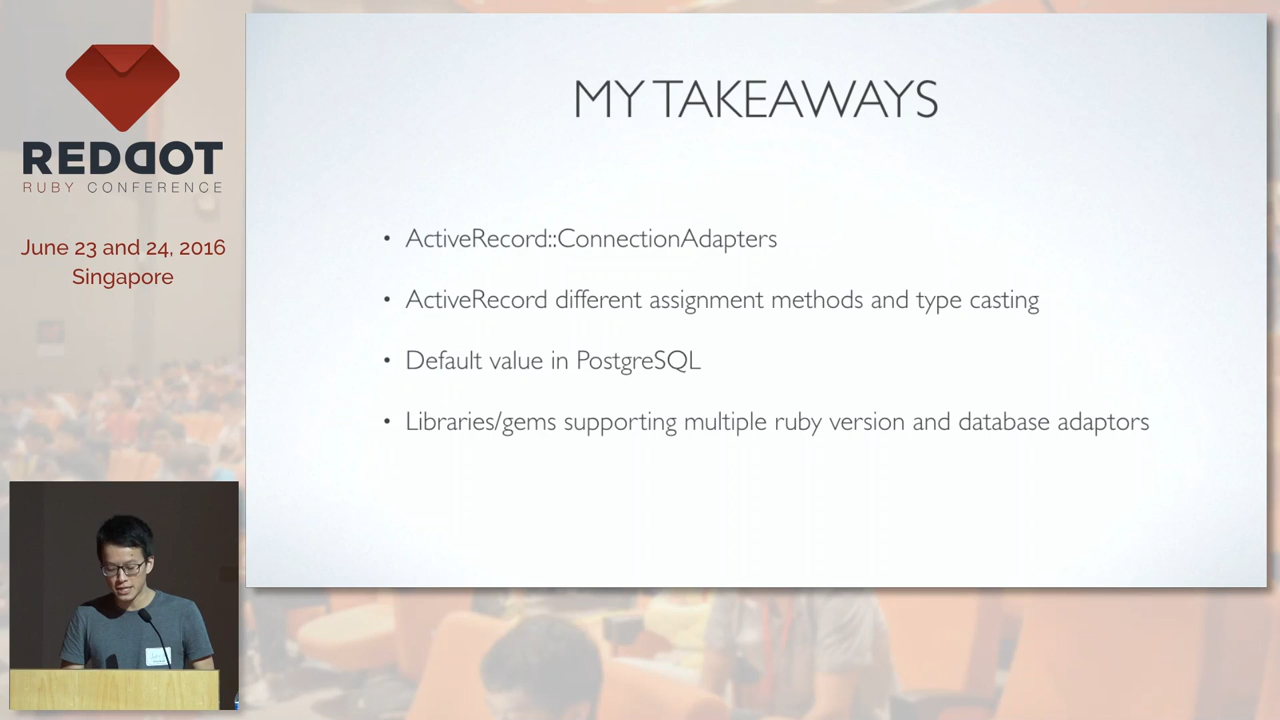 REDDOT
RUBY CONFERENCE
June 23 and 24, 2016
Singapore
MY TAKEAWAYS
• ActiveRecord::ConnectionAdapters
• ActiveRecord different assignment methods and type casting
• Default value in PostgreSQL
• Libraries/gems supporting multiple ruby version and database adaptors